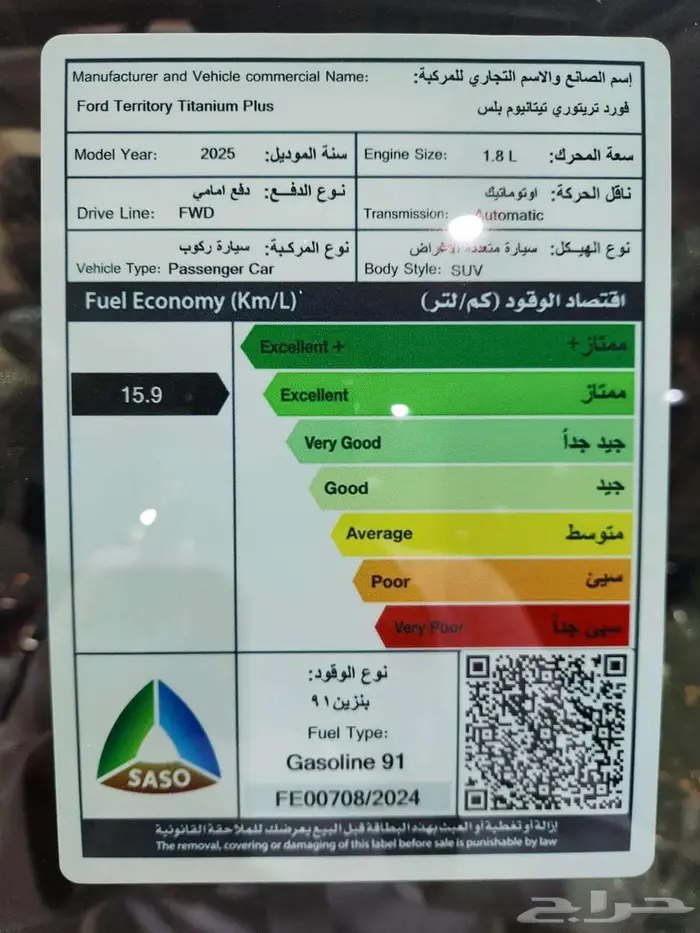 Manufacturer and Vehicle commercial Name: إسم الصانع والاسم التجاري للمركبة:
Ford Territory Titanium Plus فورد تريتوري تيتانيوم بلس
Model Year: 2025 سنة الموديل: Engine Size: 1.8 L سعة المحرك:
نوع الدفع: دفع امامي ناقل الحركة: اوتوماتيك
Drive Line: FWD Transmission: Automatic
نوع المركبة: سيارة ركوب نوع الهيكل: سيارة متعددة الاغراض
Vehicle Type: Passenger Car Body Style: SUV
Fuel Economy (Km/L) اقتصاد الوقود (كم/لتر)
Excellent + ممتاز+
15.9 Excellent ممتاز
Very Good جيد جداً
Good جيد
Average متوسط
Poor سيئ
Very Poor سيئ جداً
نوع الوقود:
بنزين ٩١
Fuel Type:
Gasoline 91
FE00708/2024
SASO
إزالة أو تغطية أو العبث بهذه البطاقة قبل البيع يعرضك للملاحقة القانونية
The removal, covering or damaging of this label before sale is punishable by law
حراج